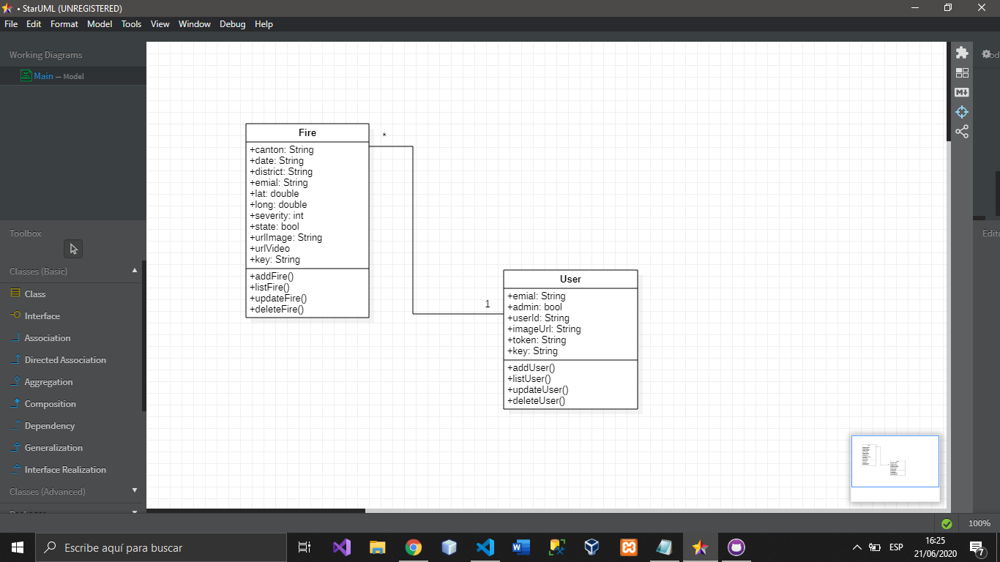 • StarUML (UNREGISTERED)
File Edit Format Model Tools View Window Debug Help
Working Diagrams
Main — Model
Toolbox
Classes (Basic)
Class
Interface
Association
Directed Association
Aggregation
Composition
Dependency
Generalization
Interface Realization
Classes (Advanced)
Fire
+canton: String
+date: String
+district: String
+emial: String
+lat: double
+long: double
+severity: int
+state: bool
+urlImage: String
+urlVideo
+key: String
+addFire()
+listFire()
+updateFire()
+deleteFire()
*
1
User
+emial: String
+admin: bool
+userId: String
+imageUrl: String
+token: String
+key: String
+addUser()
+listUser()
+updateUser()
+deleteUser()
M
100%
Escribe aquí para buscar
ESP
16:25
21/06/2020
7